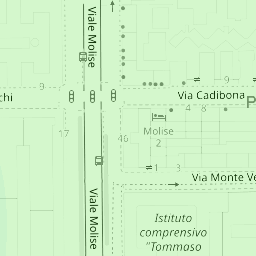 Viale Molise
9
9
chi
Via Cadibona
P
4
8
17
46
Molise
2
1
3
Via Monte Ve
Viale Molise
Istituto
comprensivo
"Tommaso